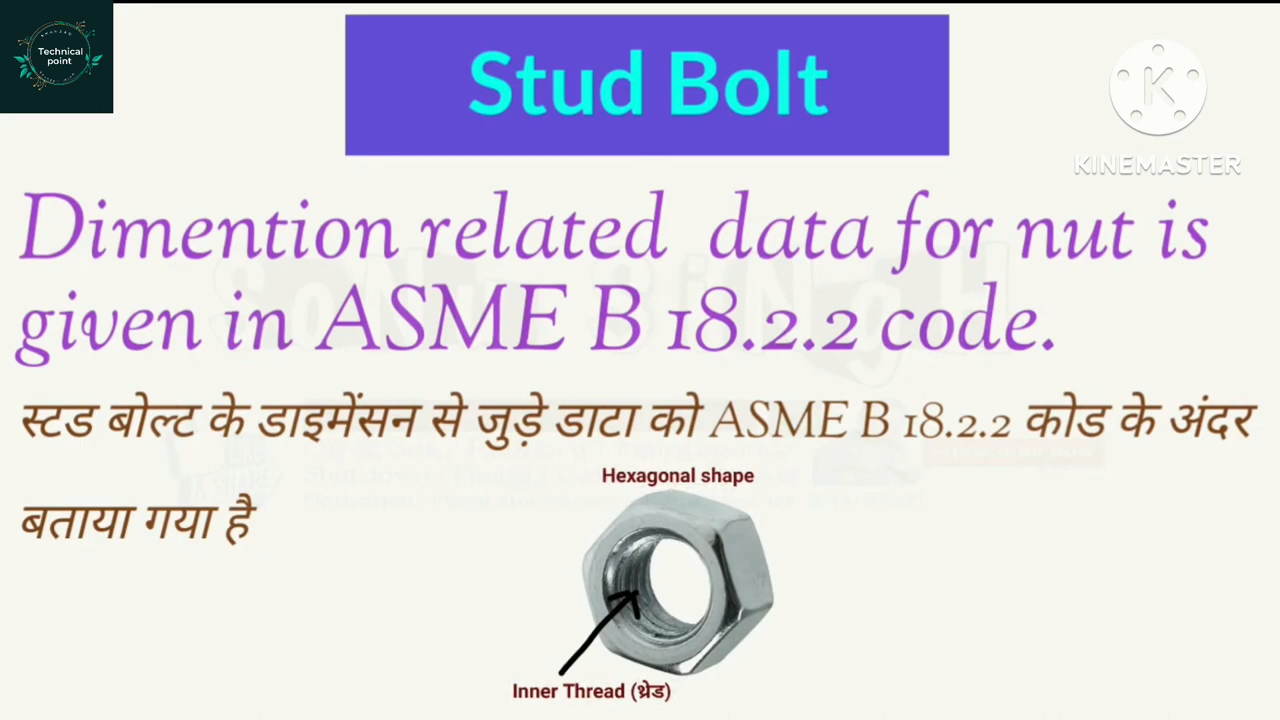 Technical
point
Stud Bolt
KINEMASTER
Dimention related data for nut is
given in ASME B 18.2.2 code.
स्टड बोल्ट के डाइमेंसन से जुड़े डाटा को ASME B 18.2.2 कोड के अंदर
बताया गया है
Hexagonal shape
Inner Thread (थ्रेड)